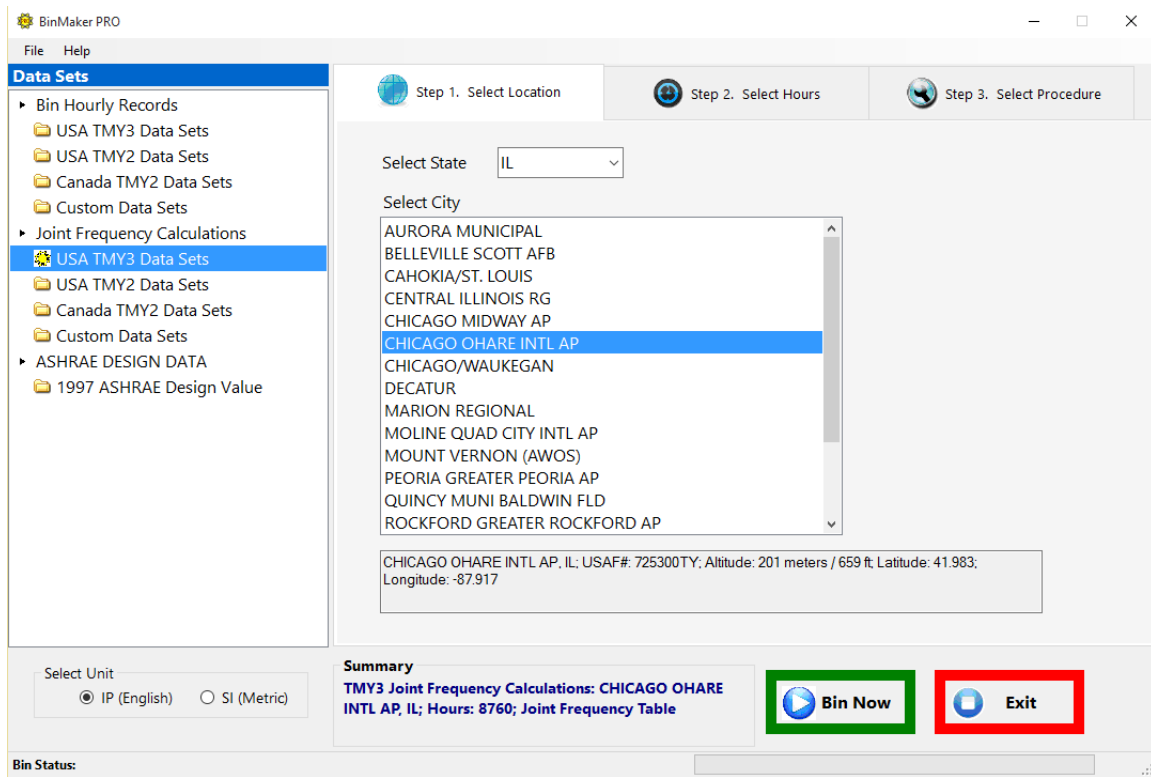 BinMaker PRO
File Help
Data Sets
Bin Hourly Records
USA TMY3 Data Sets
USA TMY2 Data Sets
Canada TMY2 Data Sets
Custom Data Sets
Joint Frequency Calculations
USA TMY3 Data Sets
USA TMY2 Data Sets
Canada TMY2 Data Sets
Custom Data Sets
ASHRAE DESIGN DATA
1997 ASHRAE Design Value
Select Unit
IP (English) SI (Metric)
Step 1. Select Location
Step 2. Select Hours
Step 3. Select Procedure
Select State IL
Select City
AURORA MUNICIPAL
BELLEVILLE SCOTT AFB
CAHOKIA/ST. LOUIS
CENTRAL ILLINOIS RG
CHICAGO MIDWAY AP
CHICAGO OHARE INTL AP
CHICAGO/WAUKEGAN
DECATUR
MARION REGIONAL
MOLINE QUAD CITY INTL AP
MOUNT VERNON (AWOS)
PEORIA GREATER PEORIA AP
QUINCY MUNI BALDWIN FLD
ROCKFORD GREATER ROCKFORD AP
CHICAGO OHARE INTL AP, IL; USAF#: 725300TY; Altitude: 201 meters / 659 ft; Latitude: 41.983;
Longitude: -87.917
Summary
TMY3 Joint Frequency Calculations: CHICAGO OHARE
INTL AP, IL; Hours: 8760; Joint Frequency Table
Bin Now
Exit
Bin Status: